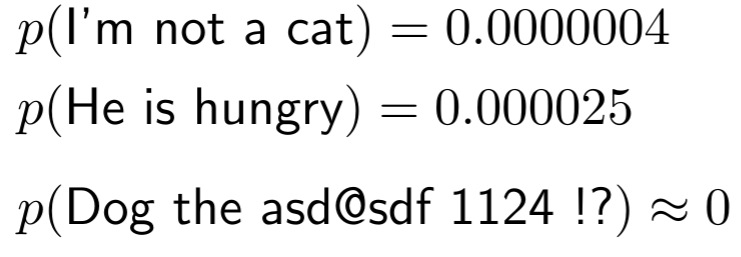 p(I'm not a cat) = 0.0000004
p(He is hungry) = 0.000025
p(Dog the asd@sdf 1124 !?) ≈ 0